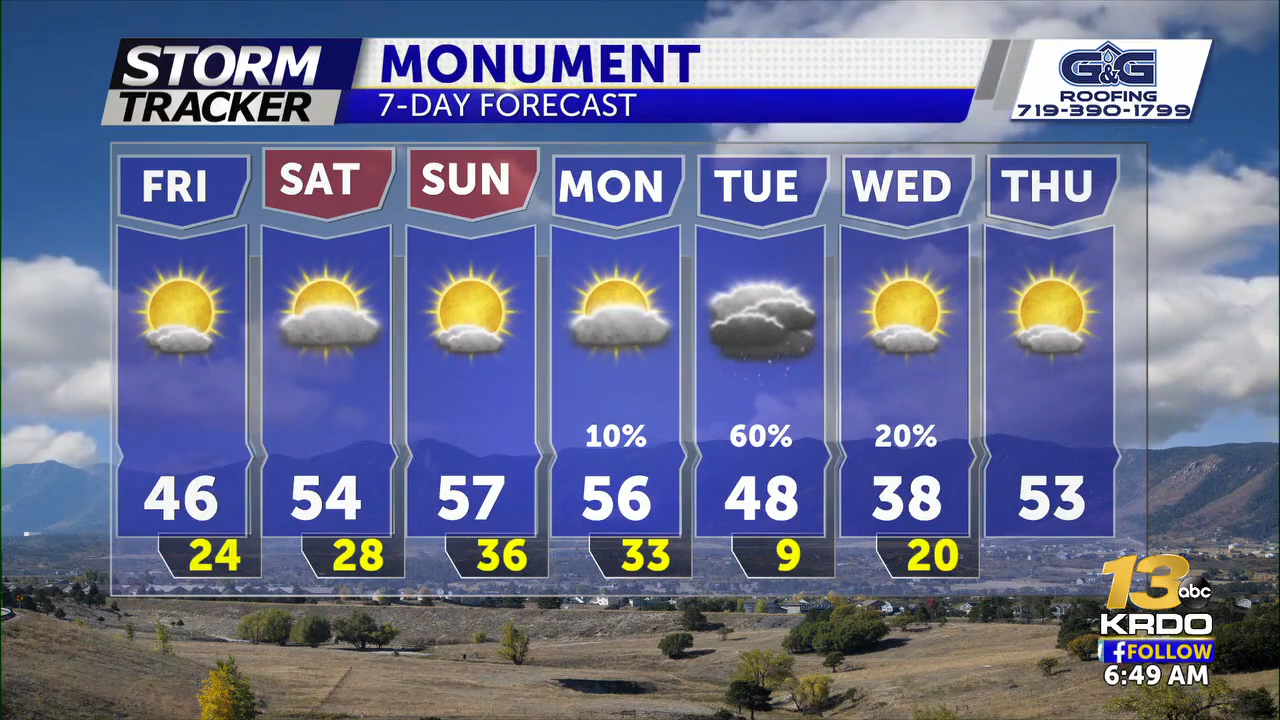 STORM
TRACKER
MONUMENT
7-DAY FORECAST
G&G
ROOFING
719-390-1799
FRI SAT SUN MON TUE WED THU
10% 60% 20%
46 54 57 56 48 38 53
24 28 36 33 9 20
13 abc
KRDO
f FOLLOW
6:49 AM